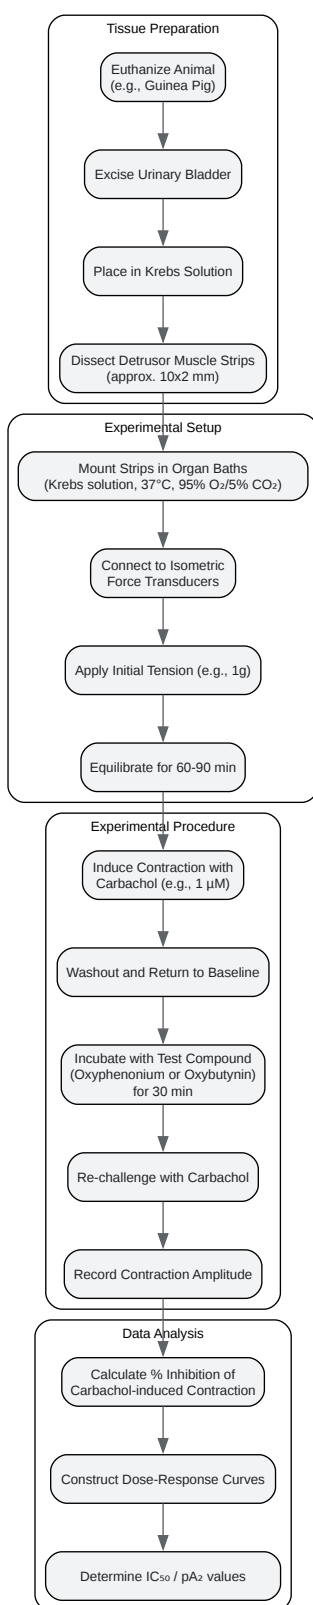 Tissue Preparation
Euthanize Animal
(e.g., Guinea Pig)
Excise Urinary Bladder
Place in Krebs Solution
Dissect Detrusor Muscle Strips
(approx. 10x2 mm)
Experimental Setup
Mount Strips in Organ Baths
(Krebs solution, 37°C, 95% O₂/5% CO₂)
Connect to Isometric
Force Transducers
Apply Initial Tension (e.g., 1g)
Equilibrate for 60-90 min
Experimental Procedure
Induce Contraction with
Carbachol (e.g., 1 µM)
Washout and Return to Baseline
Incubate with Test Compound
(Oxyphenonium or Oxybutynin)
for 30 min
Re-challenge with Carbachol
Record Contraction Amplitude
Data Analysis
Calculate % Inhibition of
Carbachol-induced Contraction
Construct Dose-Response Curves
Determine IC₅₀ / pA₂ values